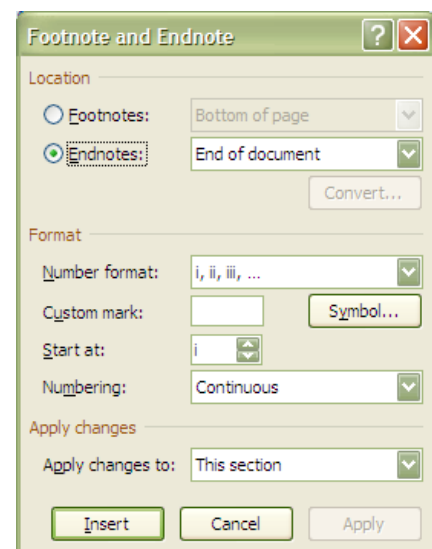 Footnote and Endnote
Location
Footnotes: Bottom of page
Endnotes: End of document
Convert...
Format
Number format: i, ii, iii, ...
Custom mark: Symbol...
Start at: i
Numbering: Continuous
Apply changes
Apply changes to: This section
Insert Cancel Apply